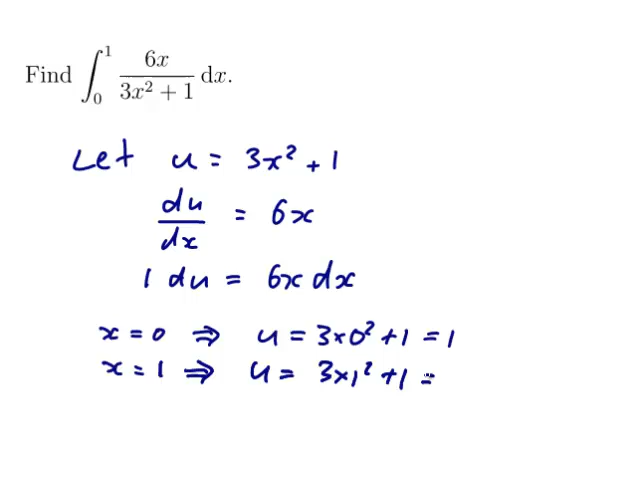 Find ∫₀¹ 6x/(3x² + 1) dx.
Let u = 3x² + 1
du/dx = 6x
1 du = 6x dx
x = 0 ⇒ u = 3×0² + 1 = 1
x = 1 ⇒ u = 3×1² + 1 =